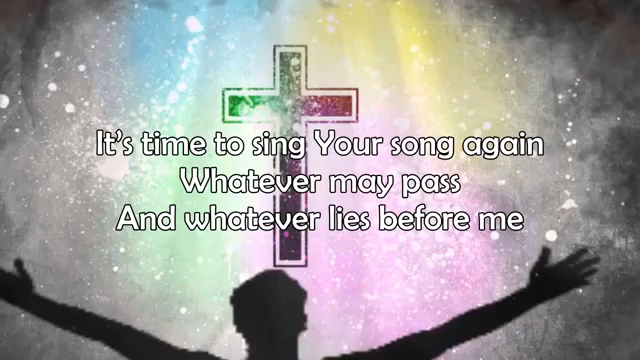 It's time to sing Your song again
Whatever may pass
And whatever lies before me